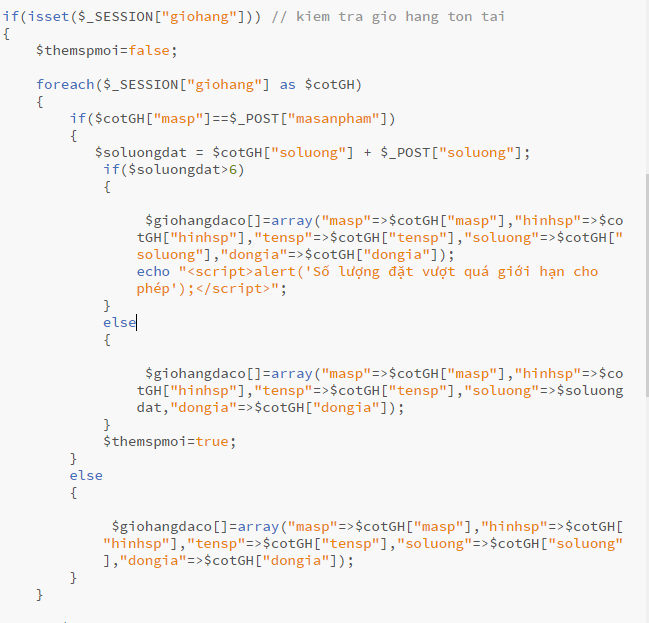 if(isset($_SESSION["giohang"])) // kiem tra gio hang ton tai
{
$themspmoi=false;
foreach($_SESSION["giohang"] as $cotGH)
{
if($cotGH["masp"]==$_POST["masanpham"])
{
$soluongdat = $cotGH["soluong"] + $_POST["soluong"];
if($soluongdat>6)
{
$giohangdaco[]=array("masp"=>$cotGH["masp"],"hinhsp"=>$co
tGH["hinhsp"],"tensp"=>$cotGH["tensp"],"soluong"=>$cotGH["
soluong"],"dongia"=>$cotGH["dongia"]);
echo "<script>alert('Số lượng đặt vượt quá giới hạn cho
phép');</script>";
}
else
{
$giohangdaco[]=array("masp"=>$cotGH["masp"],"hinhsp"=>$co
tGH["hinhsp"],"tensp"=>$cotGH["tensp"],"soluong"=>$soluong
dat,"dongia"=>$cotGH["dongia"]);
}
$themspmoi=true;
}
else
{
$giohangdaco[]=array("masp"=>$cotGH["masp"],"hinhsp"=>$cotGH[
"hinhsp"],"tensp"=>$cotGH["tensp"],"soluong"=>$cotGH["soluong"
],"dongia"=>$cotGH["dongia"]);
}
}